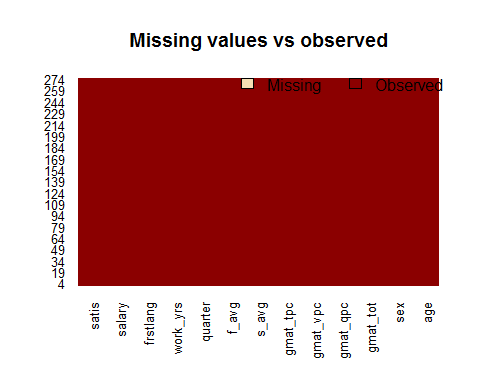 Missing values vs observed
Missing Observed
274
259
244
229
214
199
184
169
154
139
124
109
94
79
64
49
34
19
4
satis
salary
frstlang
work_yrs
quarter
f_avg
s_avg
gmat_tpc
gmat_vpc
gmat_qpc
gmat_tot
sex
age